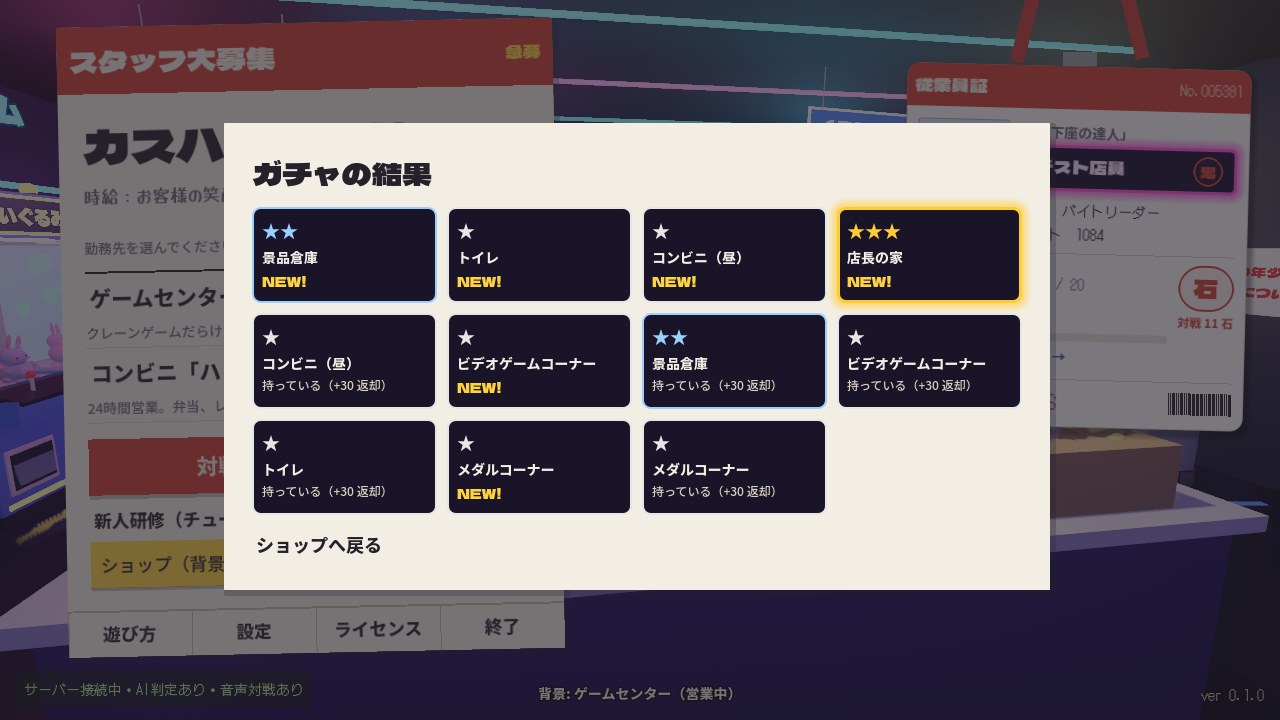 スタッフ大募集
急募
カスハ
時給:お客様の笑
勤務先を選んでくださ
ゲームセンター
クレーンゲームだらけ
コンビニ「ハ
24時間営業。弁当、レ
対戦
新人研修(チュー
ショップ(背景
遊び方
設定
ライセンス
終了
ガチャの結果
★★
景品倉庫
NEW!
★
トイレ
NEW!
★
コンビニ(昼)
NEW!
★★★
店長の家
NEW!
★
コンビニ(昼)
持っている(+30 返却)
★
ビデオゲームコーナー
NEW!
★★
景品倉庫
持っている(+30 返却)
★
ビデオゲームコーナー
持っている(+30 返却)
★
トイレ
持っている(+30 返却)
★
メダルコーナー
NEW!
★
メダルコーナー
持っている(+30 返却)
ショップへ戻る
従業員証
No. 005381
下座の達人」
テスト店員
バイトリーダー
ト 1084
/ 20
石
対戦 11 石
→
いぐるみ
サーバー接続中・AI判定あり・音声対戦あり
背景: ゲームセンター(営業中)
ver 0.1.0